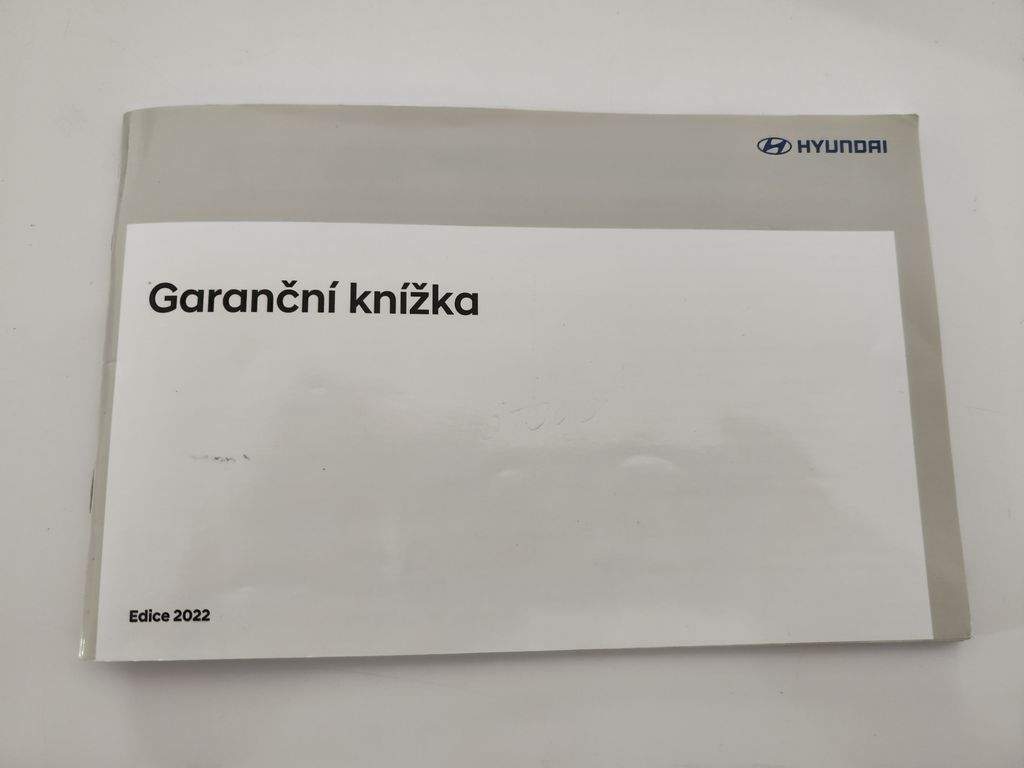 HYUNDAI
Garanční knížka
Edice 2022